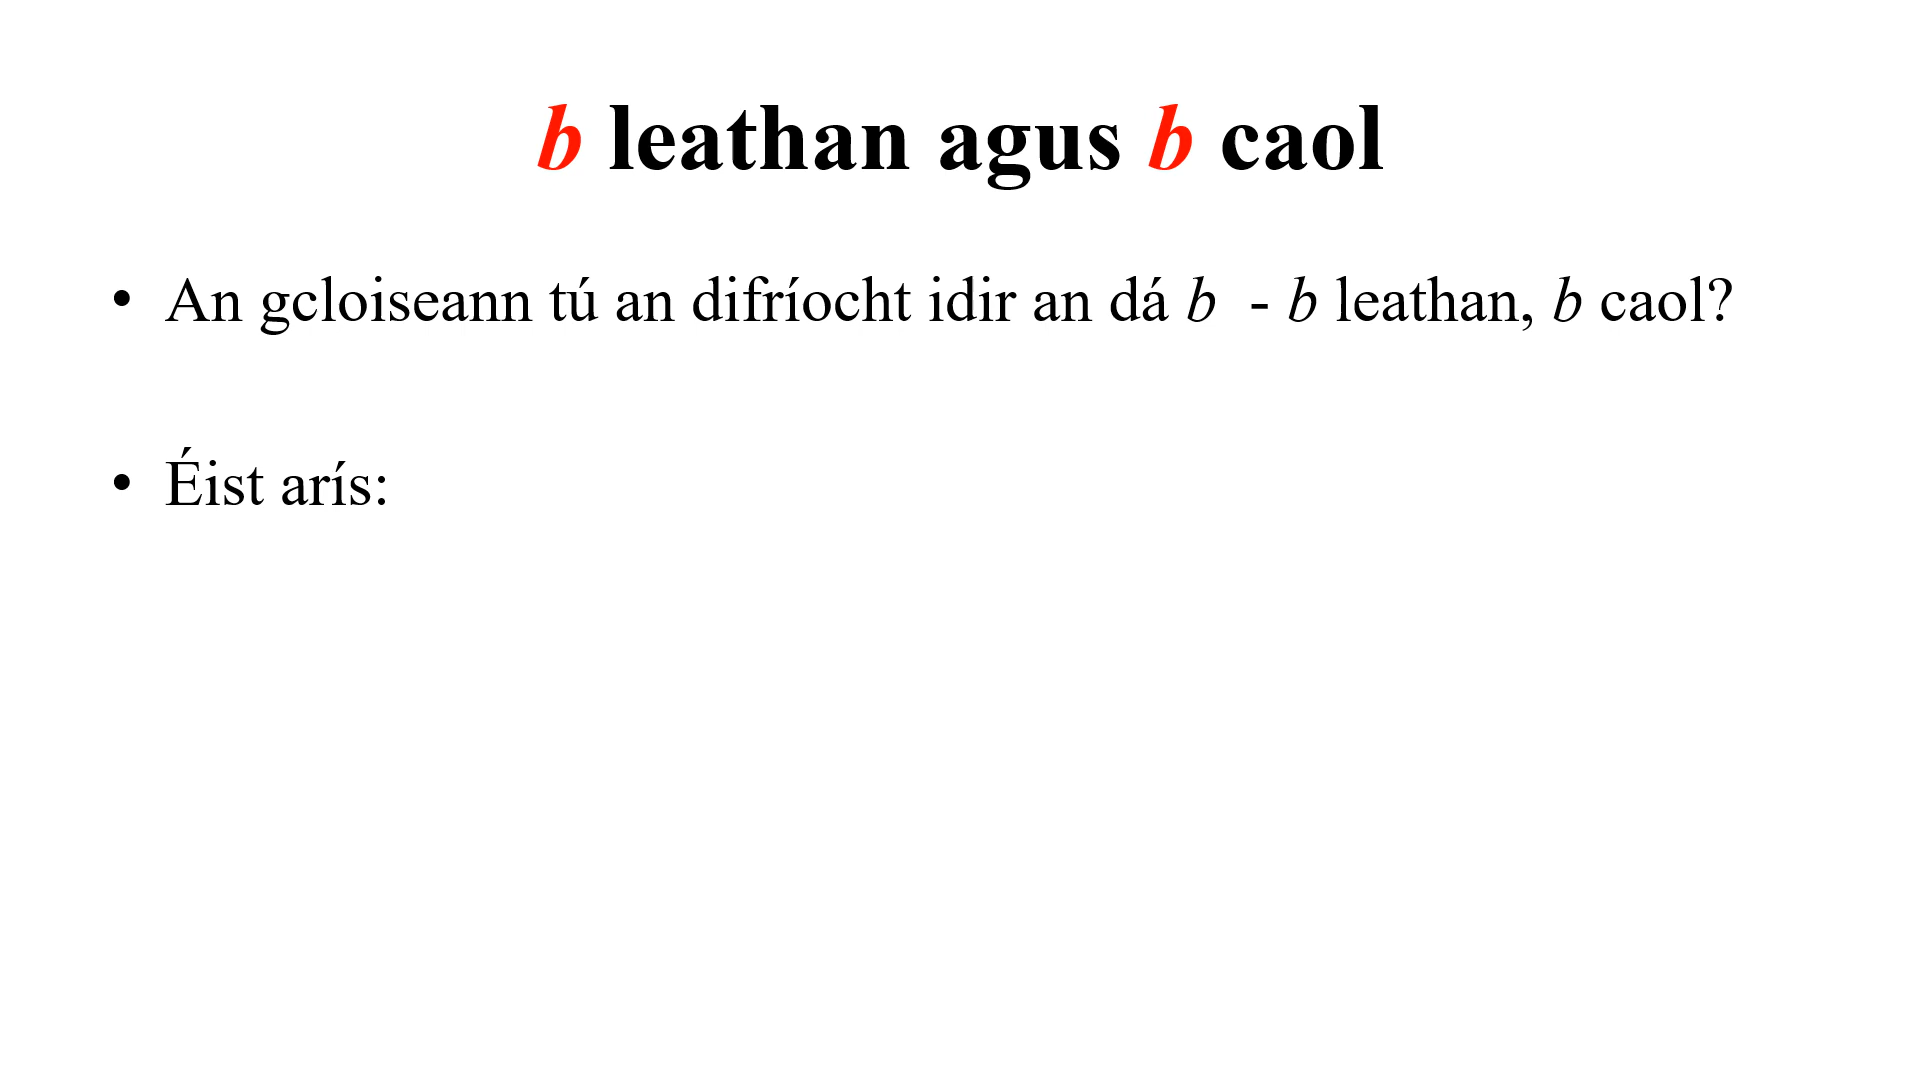 b leathan agus b caol
• An gcloiseann tú an difríocht idir an dá b - b leathan, b caol?
• Éist arís: